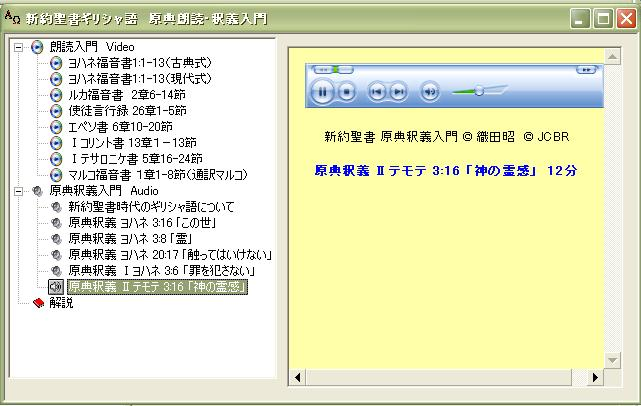 新約聖書ギリシャ語 原典朗読・釈義入門
朗読入門 Video
ヨハネ福音書1:1-13(古典式)
ヨハネ福音書1:1-13(現代式)
ルカ福音書 2章6-14節
使徒言行録 26章1-5節
エペソ書 6章10-20節
Ⅰコリント書 13章1-13節
Ⅰテサロニケ書 5章16-24節
マルコ福音書 1章1-8節(通訳マルコ)
原典釈義入門 Audio
新約聖書時代のギリシャ語について
原典釈義 ヨハネ 3:16「この世」
原典釈義 ヨハネ 3:8「霊」
原典釈義 ヨハネ 20:17「触ってはいけない」
原典釈義 Ⅰヨハネ 3:6「罪を犯さない」
原典釈義 Ⅱテモテ 3:16「神の霊感」
解説
新約聖書 原典釈義入門 © 織田昭 © JCBR
原典釈義 Ⅱテモテ 3:16「神の霊感」 12分